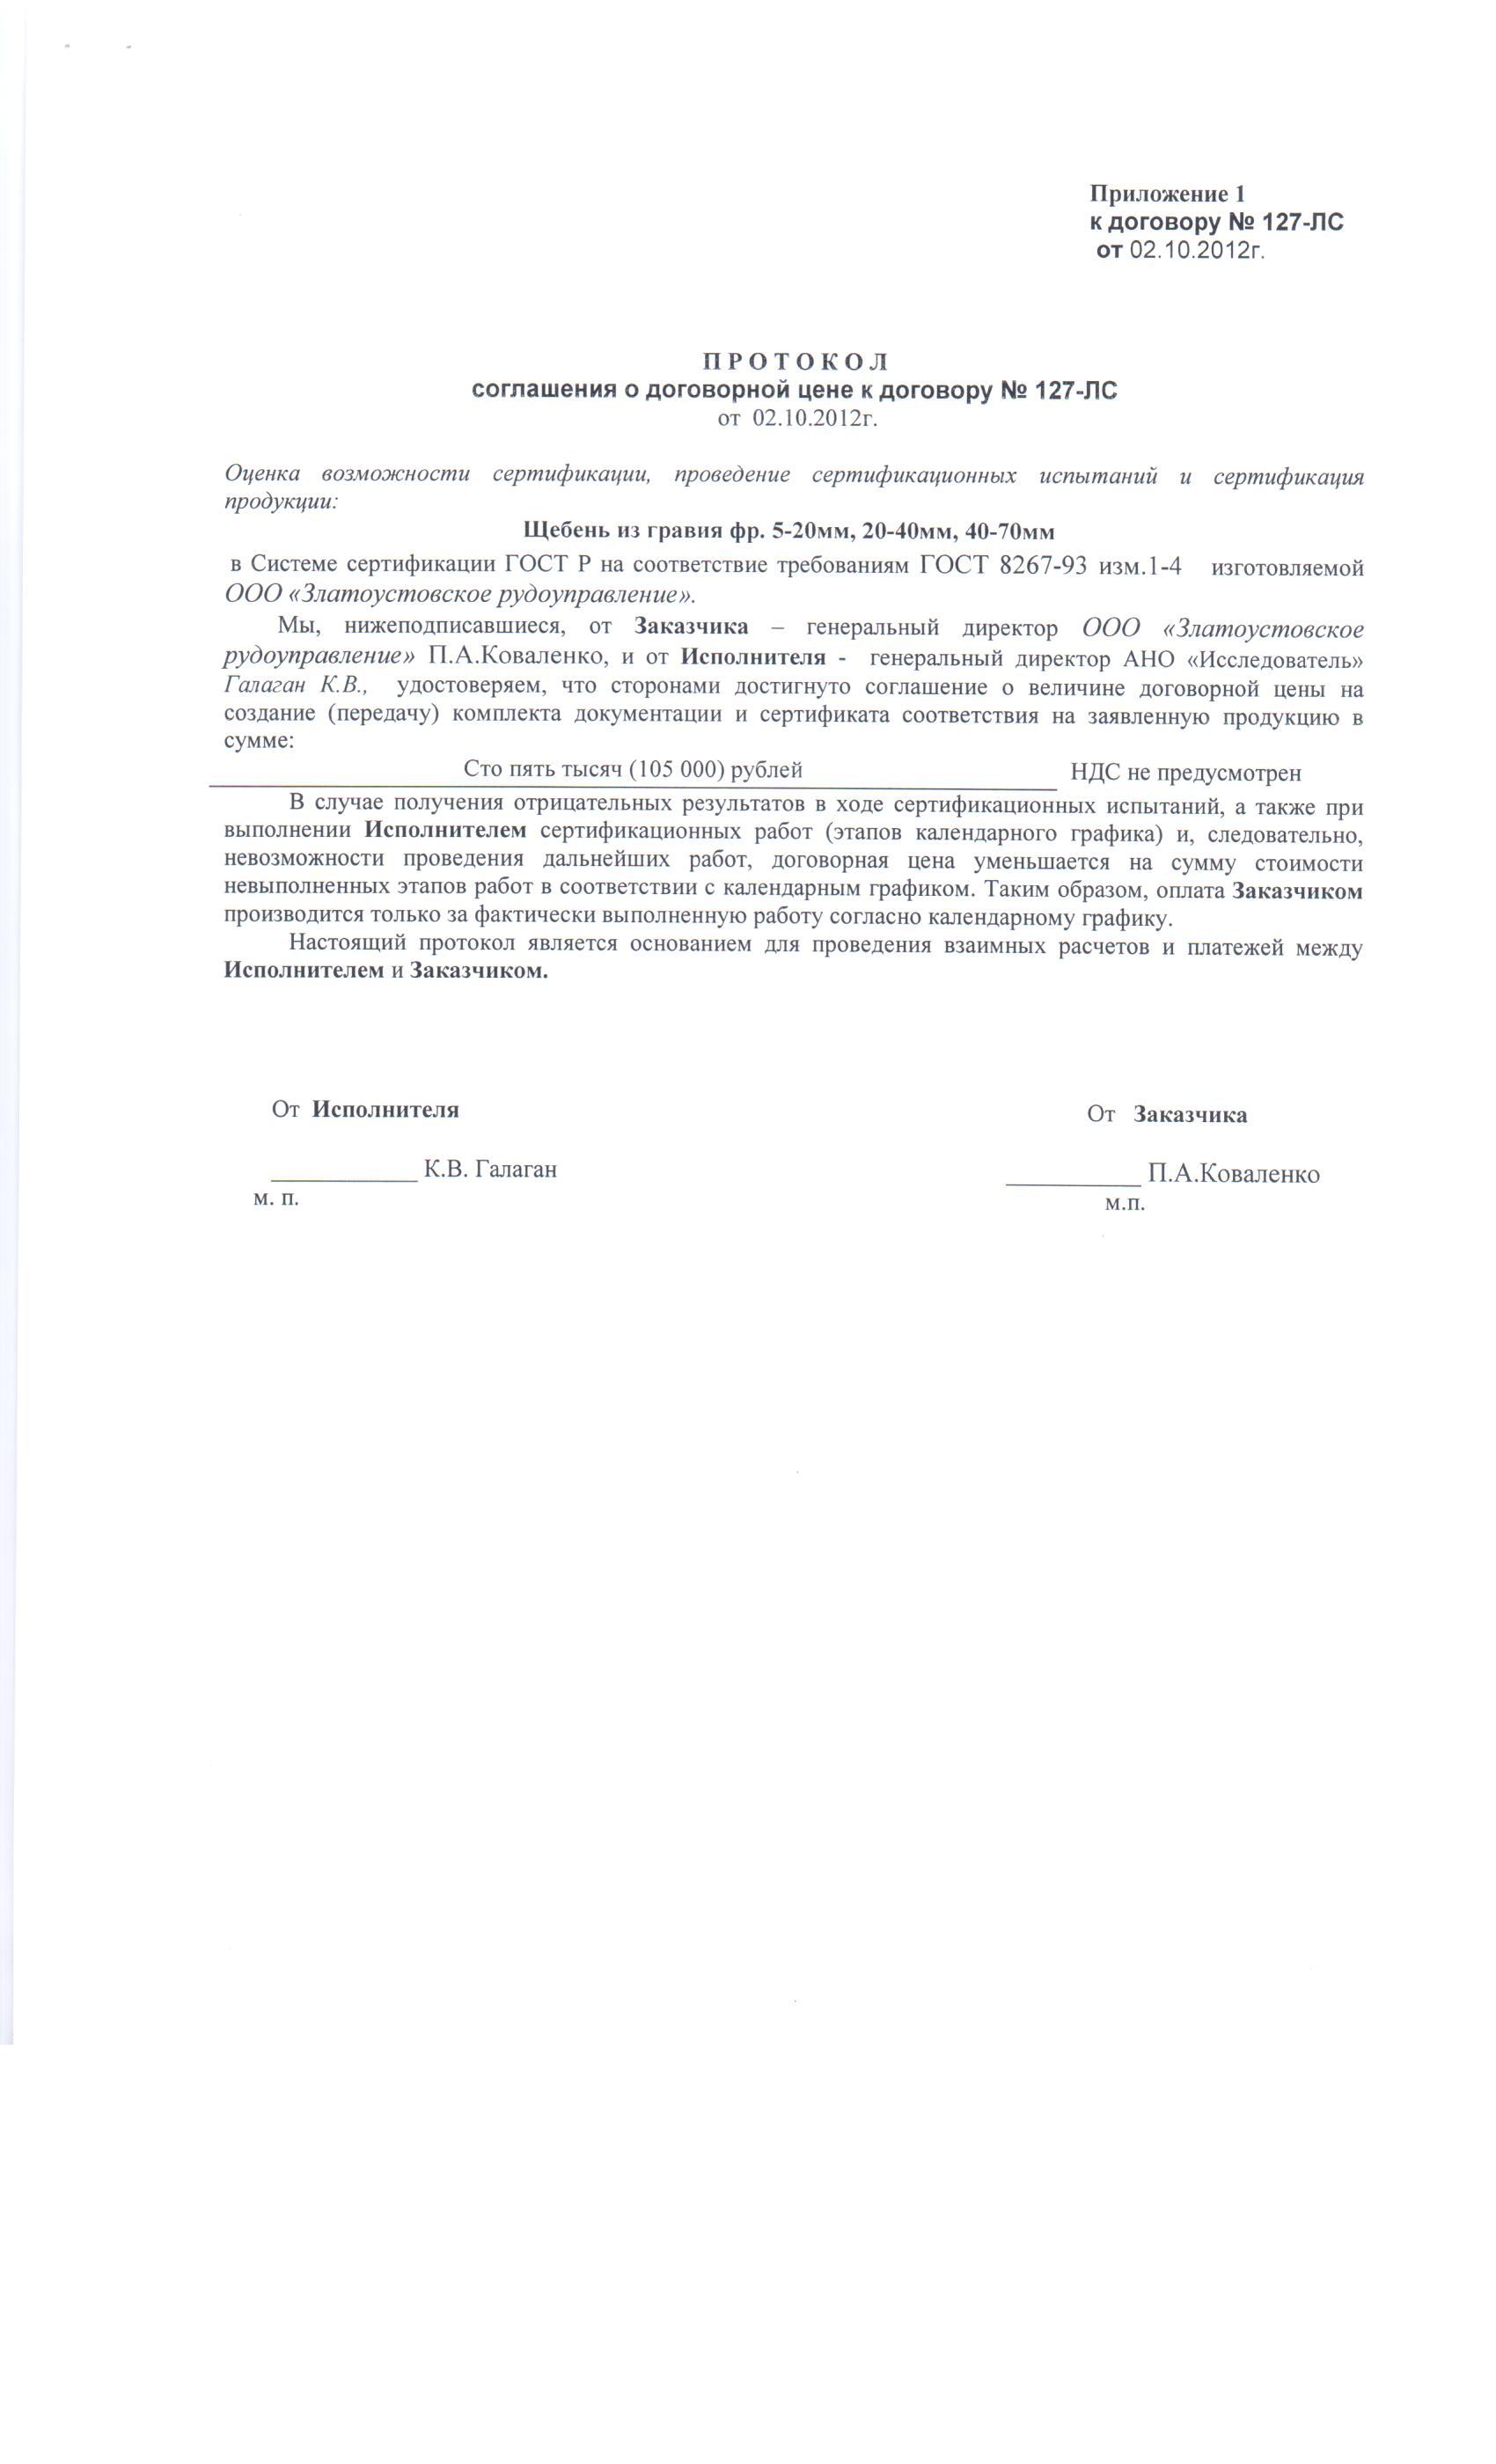 Приложение 1
к договору № 127-ЛС
от 02.10.2012г.
П Р О Т О К О Л
соглашения о договорной цене к договору № 127-ЛС
от 02.10.2012г.
Оценка возможности сертификации, проведение сертификационных испытаний и сертификация
продукции:
Щебень из гравия фр. 5-20мм, 20-40мм, 40-70мм
в Системе сертификации ГОСТ Р на соответствие требованиям ГОСТ 8267-93 изм.1-4 изготовляемой
ООО «Златоустовское рудоуправление».
Мы, нижеподписавшиеся, от Заказчика – генеральный директор ООО «Златоустовское
рудоуправление» П.А.Коваленко, и от Исполнителя - генеральный директор АНО «Исследователь»
Галаган К.В., удостоверяем, что сторонами достигнуто соглашение о величине договорной цены на
создание (передачу) комплекта документации и сертификата соответствия на заявленную продукцию в
сумме:
Сто пять тысяч (105 000) рублей НДС не предусмотрен
В случае получения отрицательных результатов в ходе сертификационных испытаний, а также при
выполнении Исполнителем сертификационных работ (этапов календарного графика) и, следовательно,
невозможности проведения дальнейших работ, договорная цена уменьшается на сумму стоимости
невыполненных этапов работ в соответствии с календарным графиком. Таким образом, оплата Заказчиком
производится только за фактически выполненную работу согласно календарному графику.
Настоящий протокол является основанием для проведения взаимных расчетов и платежей между
Исполнителем и Заказчиком.
От Исполнителя От Заказчика
____________ К.В. Галаган ___________ П.А.Коваленко
м. п. м.п.